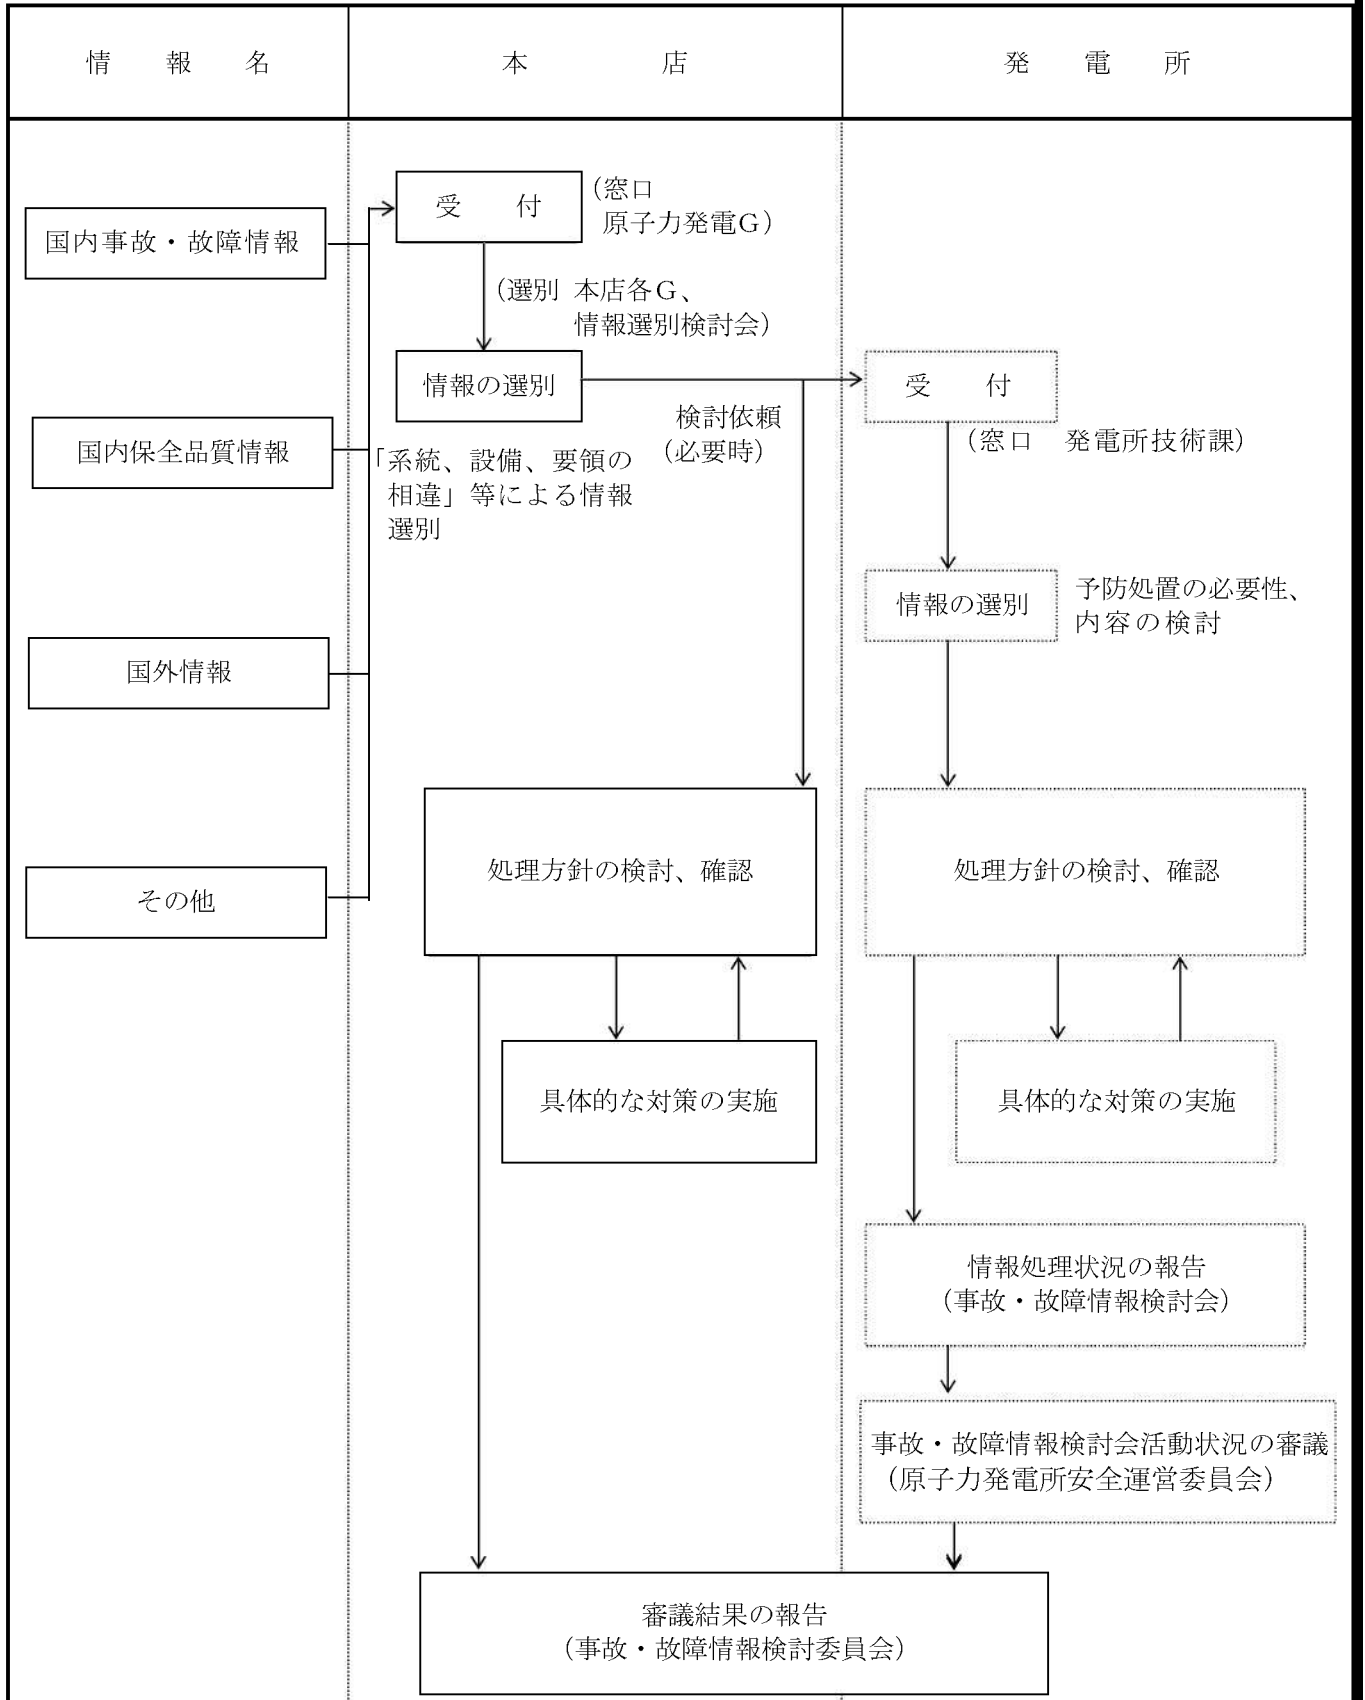 情　報　名
本　店
発　電　所
国内事故・故障情報
国内保全品質情報
国外情報
その他
受　付
（窓口
原子力発電Ｇ）
（選別 本店各Ｇ、
情報選別検討会）
情報の選別
「系統、設備、要領の
相違」等による情報
選別
検討依頼
（必要時）
処理方針の検討、確認
具体的な対策の実施
受　付
（窓口　発電所技術課）
情報の選別
予防処置の必要性、
内容の検討
処理方針の検討、確認
具体的な対策の実施
情報処理状況の報告
（事故・故障情報検討会）
事故・故障情報検討会活動状況の審議
（原子力発電所安全運営委員会）
審議結果の報告
（事故・故障情報検討委員会）